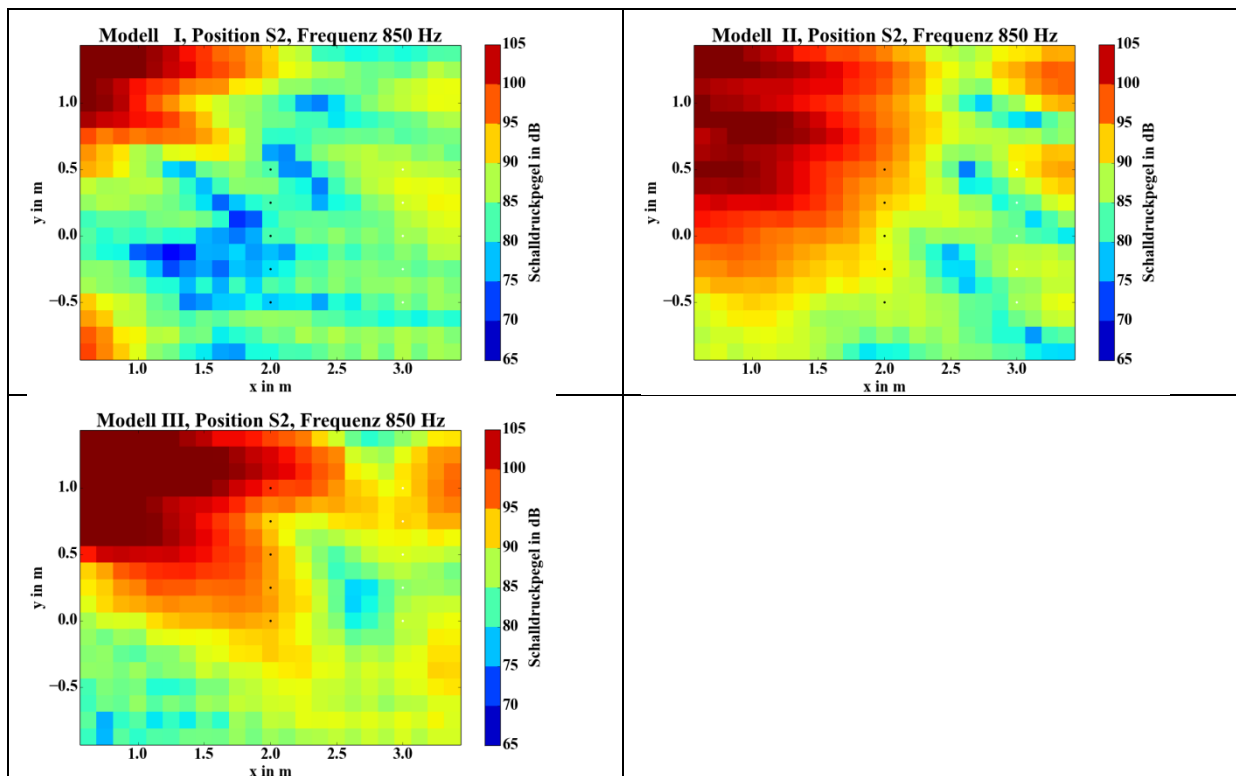 Modell I, Position S2, Frequenz 850 Hz
105
100
95
90
85
80
75
70
65
Schalldruckpegel in dB
1.0
0.5
0.0
−0.5
y in m
1.0 1.5 2.0 2.5 3.0
x in m
Modell II, Position S2, Frequenz 850 Hz
105
100
95
90
85
80
75
70
65
Schalldruckpegel in dB
1.0
0.5
0.0
−0.5
y in m
1.0 1.5 2.0 2.5 3.0
x in m
Modell III, Position S2, Frequenz 850 Hz
105
100
95
90
85
80
75
70
65
Schalldruckpegel in dB
1.0
0.5
0.0
−0.5
y in m
1.0 1.5 2.0 2.5 3.0
x in m